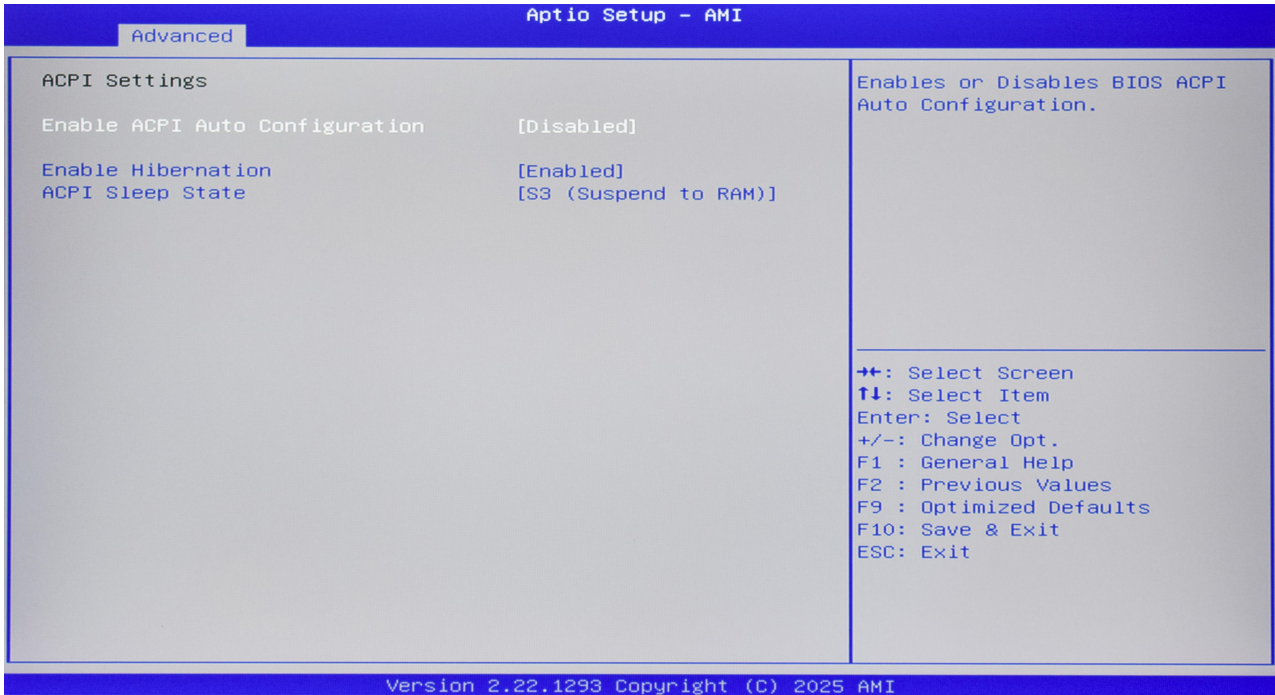 Aptio Setup – AMI
Advanced
ACPI Settings
Enable ACPI Auto Configuration [Disabled]
Enable Hibernation [Enabled]
ACPI Sleep State [S3 (Suspend to RAM)]
Enables or Disables BIOS ACPI
Auto Configuration.
→←: Select Screen
↑↓: Select Item
Enter: Select
+/-: Change Opt.
F1 : General Help
F2 : Previous Values
F9 : Optimized Defaults
F10: Save & Exit
ESC: Exit
Version 2.22.1293 Copyright (C) 2025 AMI